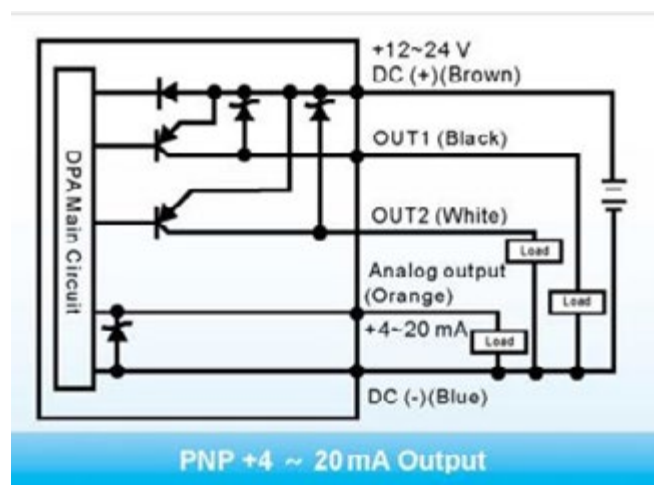 +12~24 V
DC (+)(Brown)
OUT1 (Black)
DPA Main Circuit
OUT2 (White)
Load
Analog output
(Orange)
Load
+4~20 mA
Load
DC (-)(Blue)
PNP +4 ~ 20 mA Output